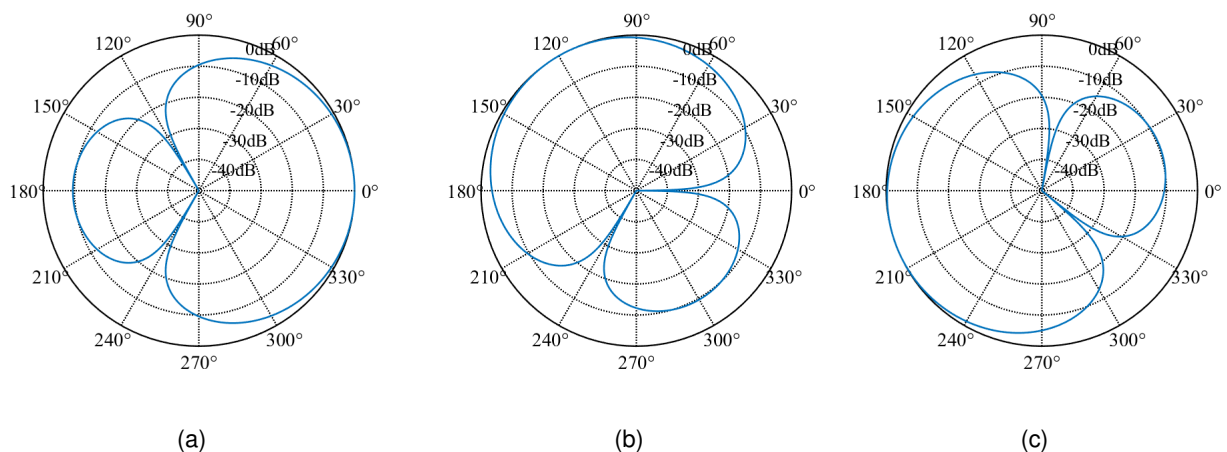 90° 90° 90°
120° 0dB 60° 120° 0dB 60° 120° 0dB 60°
-10dB -10dB -10dB
150° -20dB 30° 150° -20dB 30° 150° -20dB 30°
-30dB -30dB -30dB
-40dB -40dB -40dB
180° 0° 180° 0° 180° 0°
210° 330° 210° 330° 210° 330°
240° 300° 240° 300° 240° 300°
270° 270° 270°
(a) (b) (c)